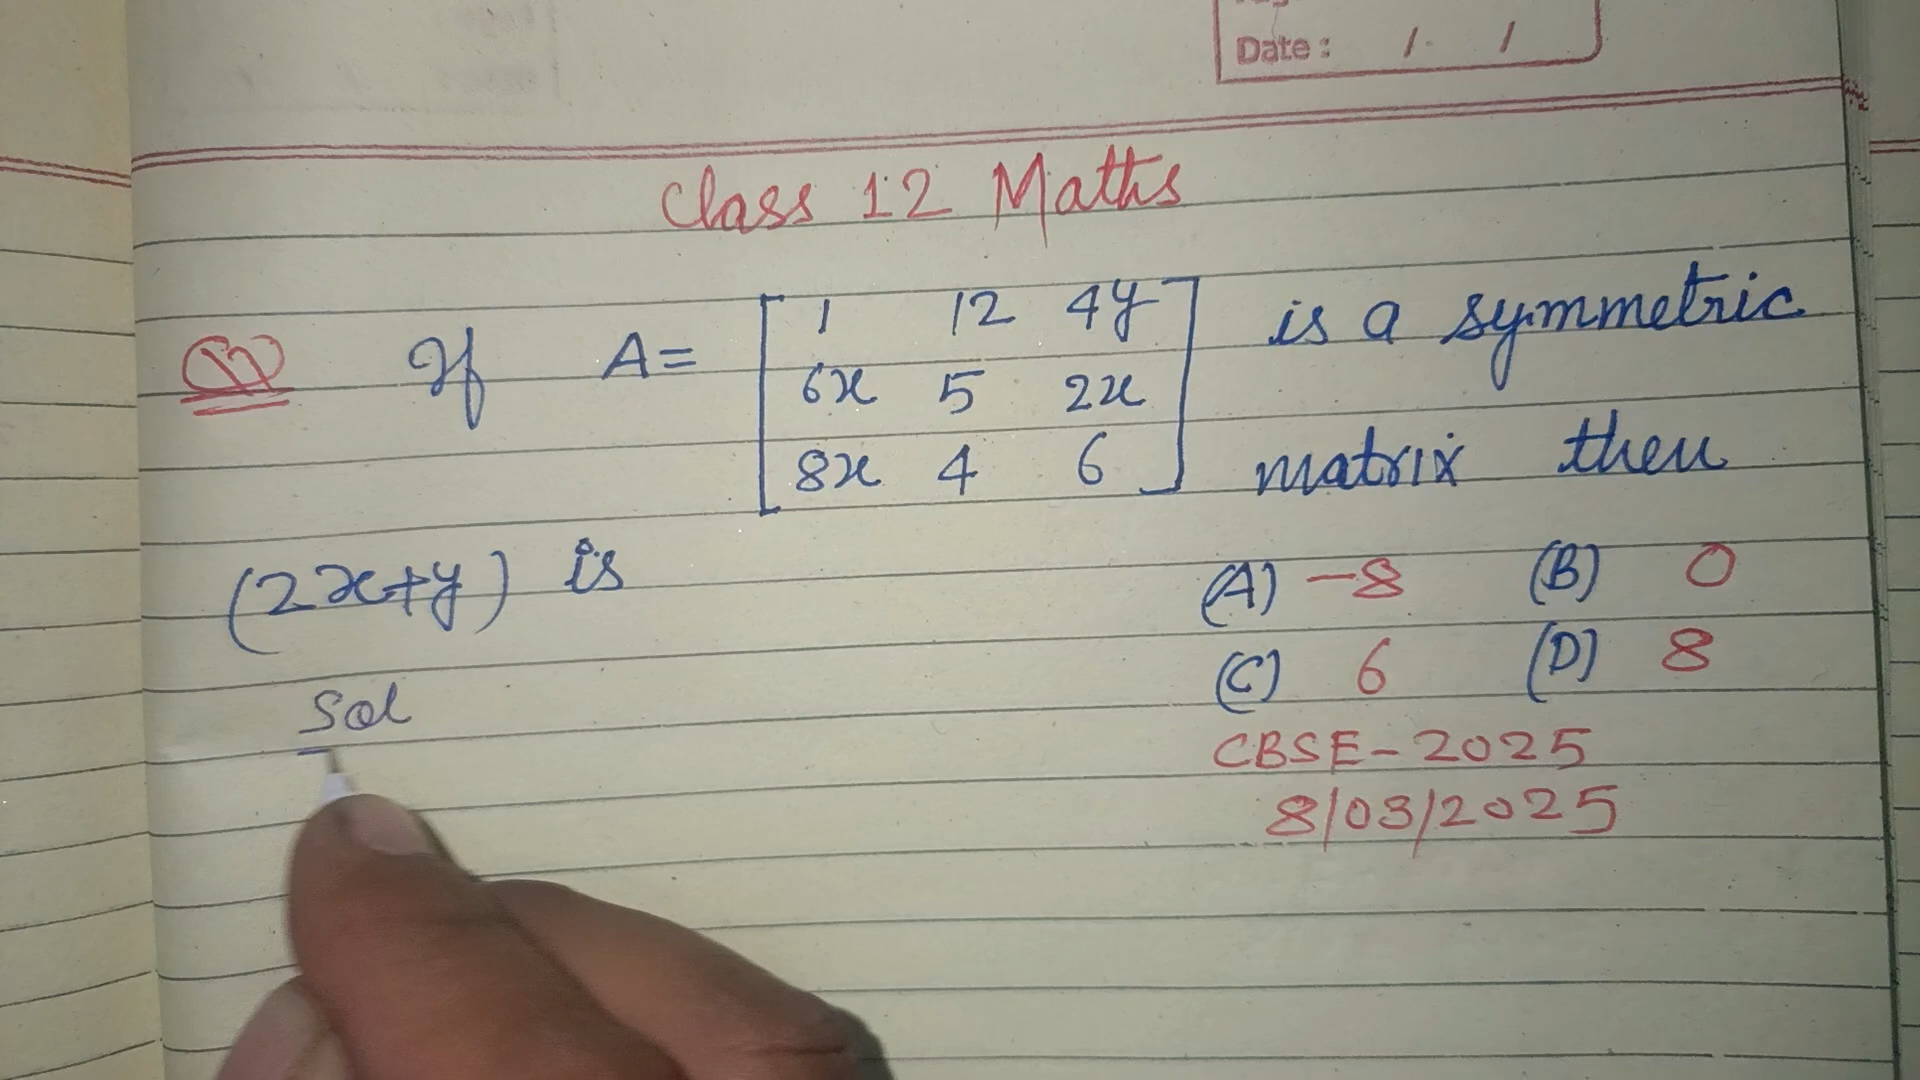 Date : / /
Class 12 Maths
Q) If A = [ 1 12 4y is a symmetric
6x 5 2x
8x 4 6 ] matrix then
(2x+y) is
(A) -8 (B) 0
(C) 6 (D) 8
Sol
CBSE-2025
8/03/2025